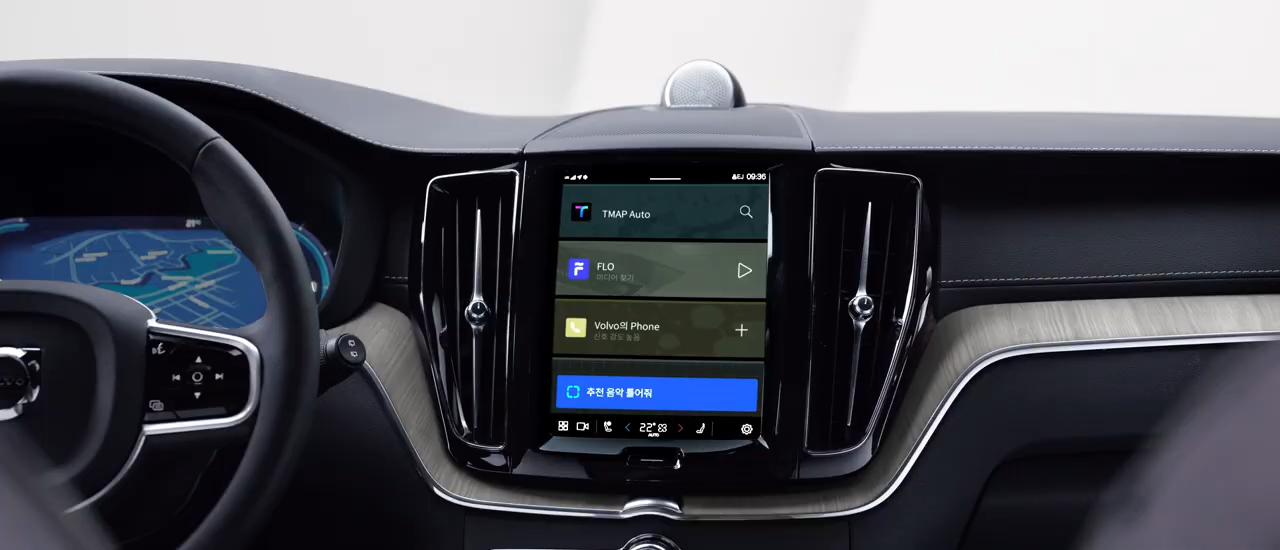 09:36
TMAP Auto
FLO
미디어 찾기
Volvo의 Phone
신호 강도 높음
추천 음악 틀어줘
22°
AUTO